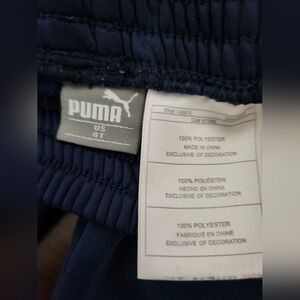 PUMA
US
4T
100% POLYESTER
MADE IN CHINA
EXCLUSIVE OF DECORATION
100% POLIÉSTER
HECHO EN CHINA
EXCLUSIVE OF DECORATION
100% POLYESTER
FABRIQUÉ EN CHINE
EXCLUSIVE OF DECORATION